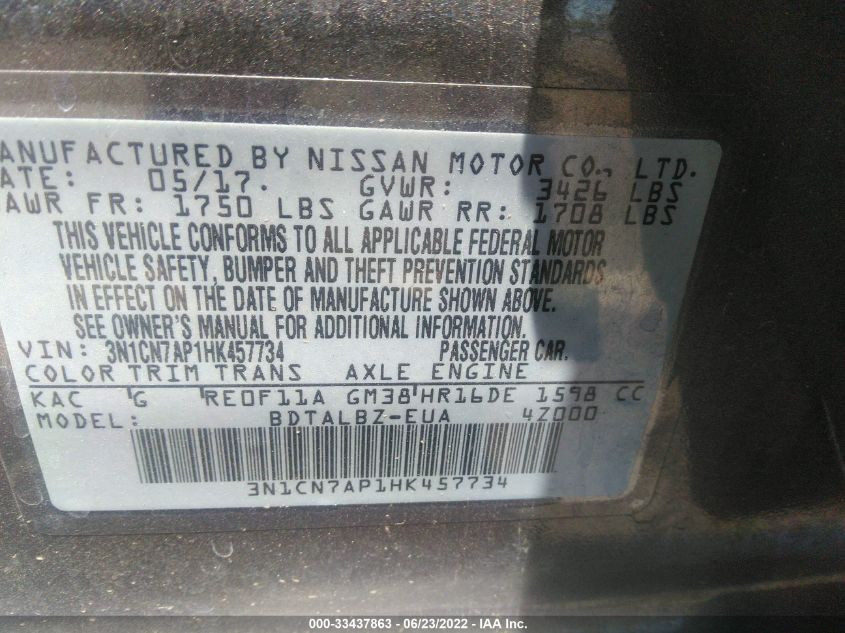 ANUFACTURED BY NISSAN MOTOR CO., LTD.
ATE: 05/17. GVWR: 3426 LBS
AWR FR: 1750 LBS GAWR RR: 1708 LBS
THIS VEHICLE CONFORMS TO ALL APPLICABLE FEDERAL MOTOR
VEHICLE SAFETY, BUMPER AND THEFT PREVENTION STANDARDS
IN EFFECT ON THE DATE OF MANUFACTURE SHOWN ABOVE.
SEE OWNER'S MANUAL FOR ADDITIONAL INFORMATION.
VIN: 3N1CN7AP1HK457734 PASSENGER CAR.
COLOR TRIM TRANS AXLE ENGINE
KAC G RE0F11A GM38 HR16DE 1598 CC
MODEL: BDTALBZ-EUA 4Z000
3N1CN7AP1HK457734
000-33437863 - 06/23/2022 - IAA Inc.